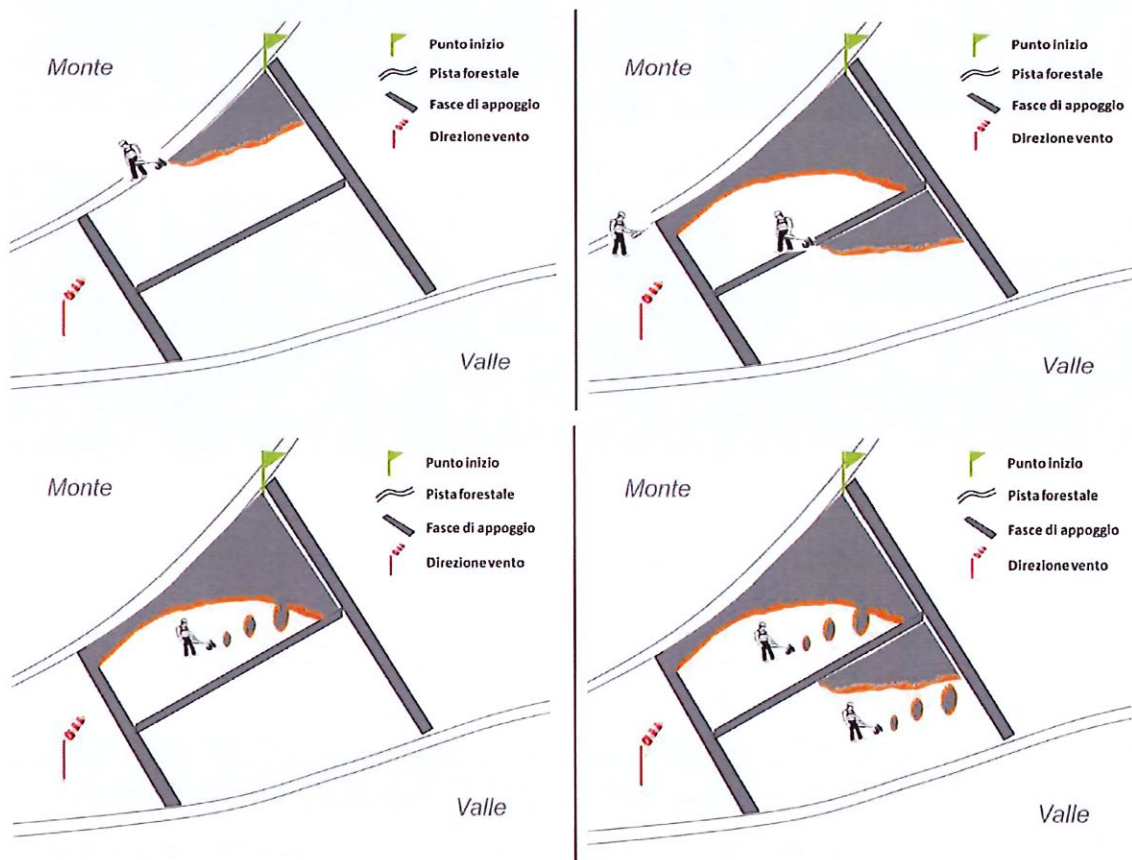 Monte
Punto inizio
Pista forestale
Fasce di appoggio
Direzione vento
Valle
Monte
Punto inizio
Pista forestale
Fasce di appoggio
Direzione vento
Valle
Monte
Punto inizio
Pista forestale
Fasce di appoggio
Direzione vento
Valle
Monte
Punto inizio
Pista forestale
Fasce di appoggio
Direzione vento
Valle